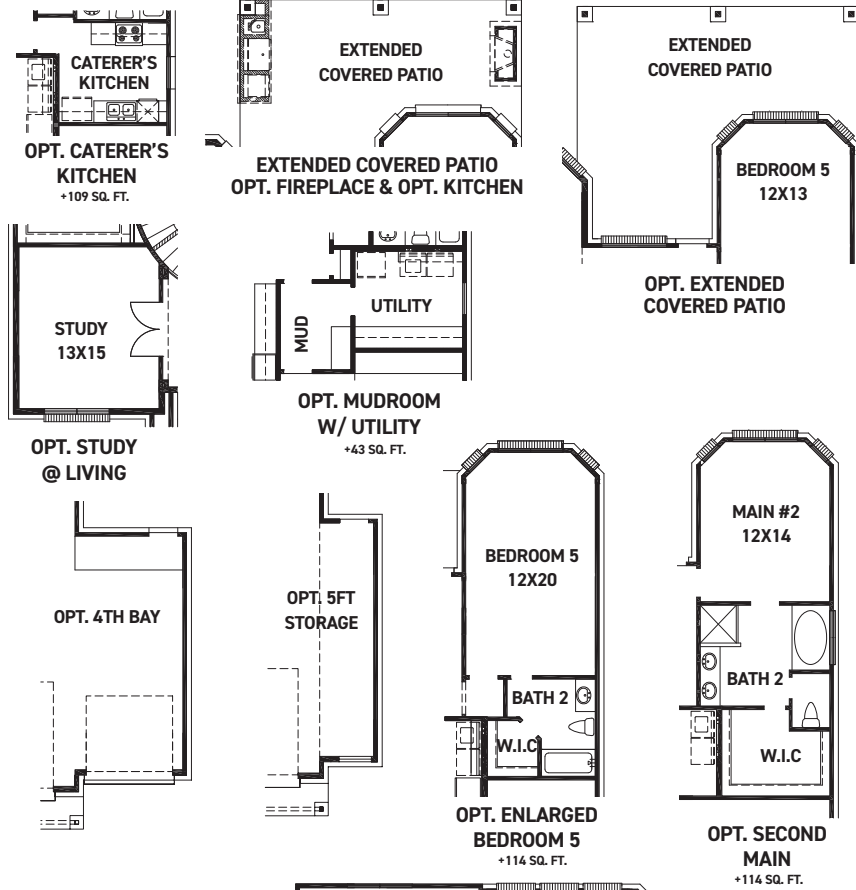 CATERER'S
KITCHEN
OPT. CATERER'S
KITCHEN
+109 SQ. FT.
EXTENDED
COVERED PATIO
EXTENDED COVERED PATIO
OPT. FIREPLACE & OPT. KITCHEN
EXTENDED
COVERED PATIO
BEDROOM 5
12X13
OPT. EXTENDED
COVERED PATIO
STUDY
13X15
OPT. STUDY
@ LIVING
MUD
UTILITY
OPT. MUDROOM
W/ UTILITY
+43 SQ. FT.
OPT. 4TH BAY
OPT. 5FT
STORAGE
BEDROOM 5
12X20
BATH 2
W.I.C
OPT. ENLARGED
BEDROOM 5
+114 SQ. FT.
MAIN #2
12X14
BATH 2
W.I.C
OPT. SECOND
MAIN
+114 SQ. FT.